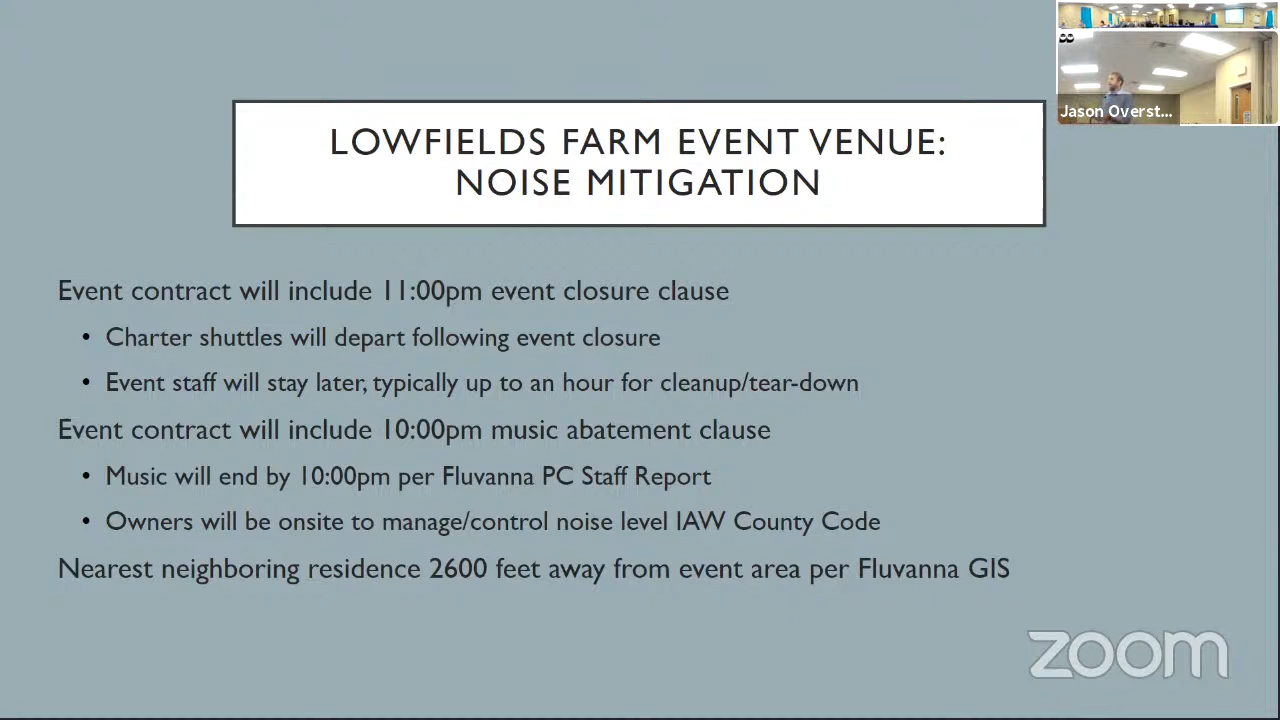 LOWFIELDS FARM EVENT VENUE:
NOISE MITIGATION
Jason Overst...
Event contract will include 11:00pm event closure clause
• Charter shuttles will depart following event closure
• Event staff will stay later, typically up to an hour for cleanup/tear-down
Event contract will include 10:00pm music abatement clause
• Music will end by 10:00pm per Fluvanna PC Staff Report
• Owners will be onsite to manage/control noise level IAW County Code
Nearest neighboring residence 2600 feet away from event area per Fluvanna GIS
zoom